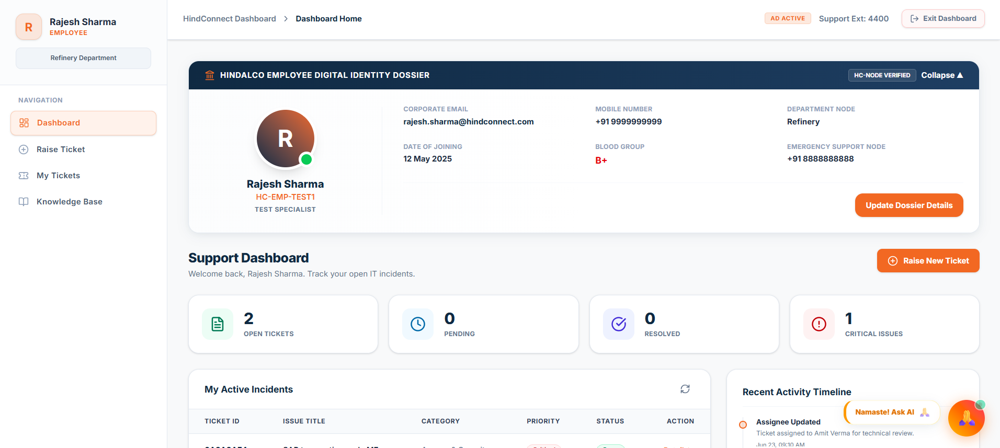 R
Rajesh Sharma
EMPLOYEE
Refinery Department
NAVIGATION
Dashboard
Raise Ticket
My Tickets
Knowledge Base
HindConnect Dashboard > Dashboard Home
AD ACTIVE
Support Ext: 4400
Exit Dashboard
HINDALCO EMPLOYEE DIGITAL IDENTITY DOSSIER
HC-NODE VERIFIED
Collapse ▲
R
Rajesh Sharma
HC-EMP-TEST1
TEST SPECIALIST
CORPORATE EMAIL
rajesh.sharma@hindconnect.com
MOBILE NUMBER
+91 9999999999
DEPARTMENT NODE
Refinery
DATE OF JOINING
12 May 2025
BLOOD GROUP
B+
EMERGENCY SUPPORT NODE
+91 8888888888
Update Dossier Details
Support Dashboard
Welcome back, Rajesh Sharma. Track your open IT incidents.
Raise New Ticket
2
OPEN TICKETS
0
PENDING
0
RESOLVED
1
CRITICAL ISSUES
My Active Incidents
TICKET ID ISSUE TITLE CATEGORY PRIORITY STATUS ACTION
Recent Activity Timeline
Namaste! Ask AI
Assignee Updated
Ticket assigned to Amit Verma for technical review.
Jun 23, 09:10 AM